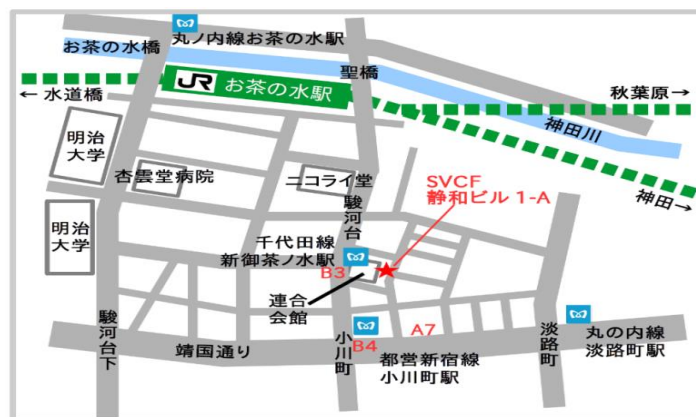 丸ノ内線お茶の水駅
お茶の水橋
聖橋
JR お茶の水駅
← 水道橋
秋葉原→
神田川
明治
大学
杏雲堂病院
ニコライ堂
SVCF
静和ビル 1-A
神田→
駿河台
明治
大学
千代田線
新御茶ノ水駅
B3
連合
会館
駿河台下
靖国通り
小川町
B4
A7
都営新宿線
小川町駅
淡路町
丸の内線
淡路町駅